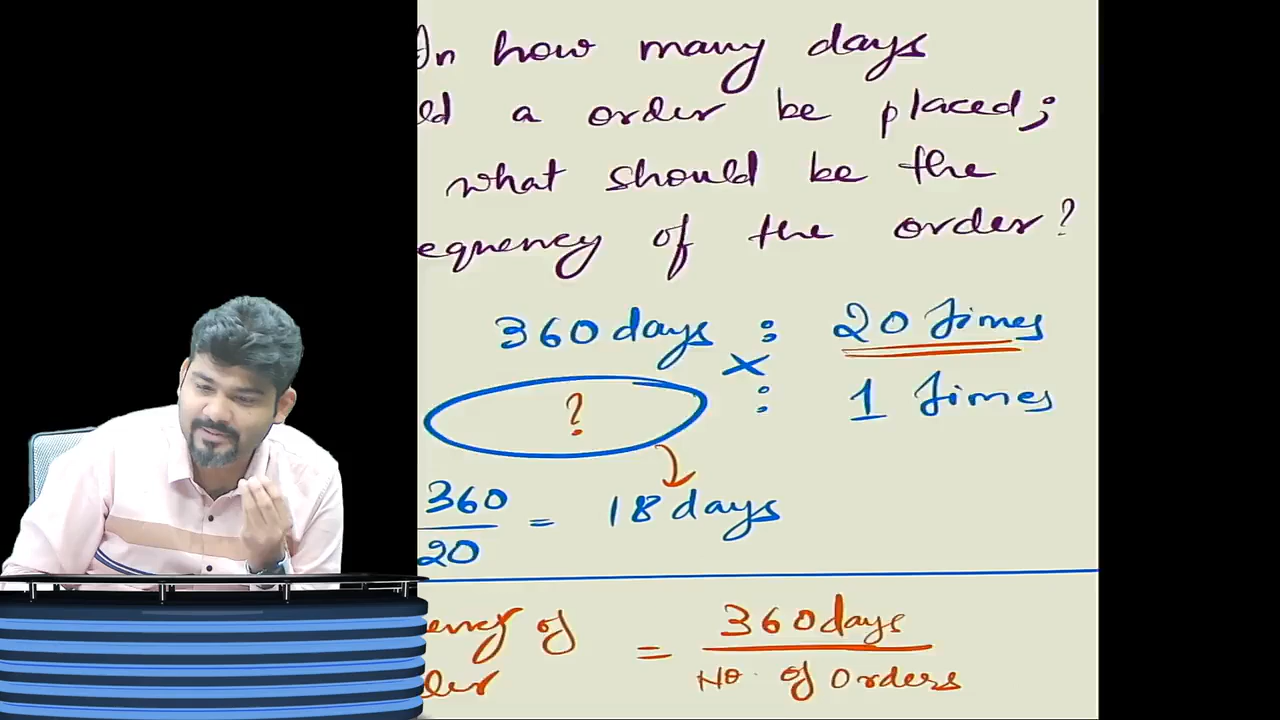 In how many days
ld a order be placed;
what should be the
equency of the order?
360 days : 20 times
×
? : 1 times
360
20
= 18 days
ency of
der
= 360 days
No. of orders